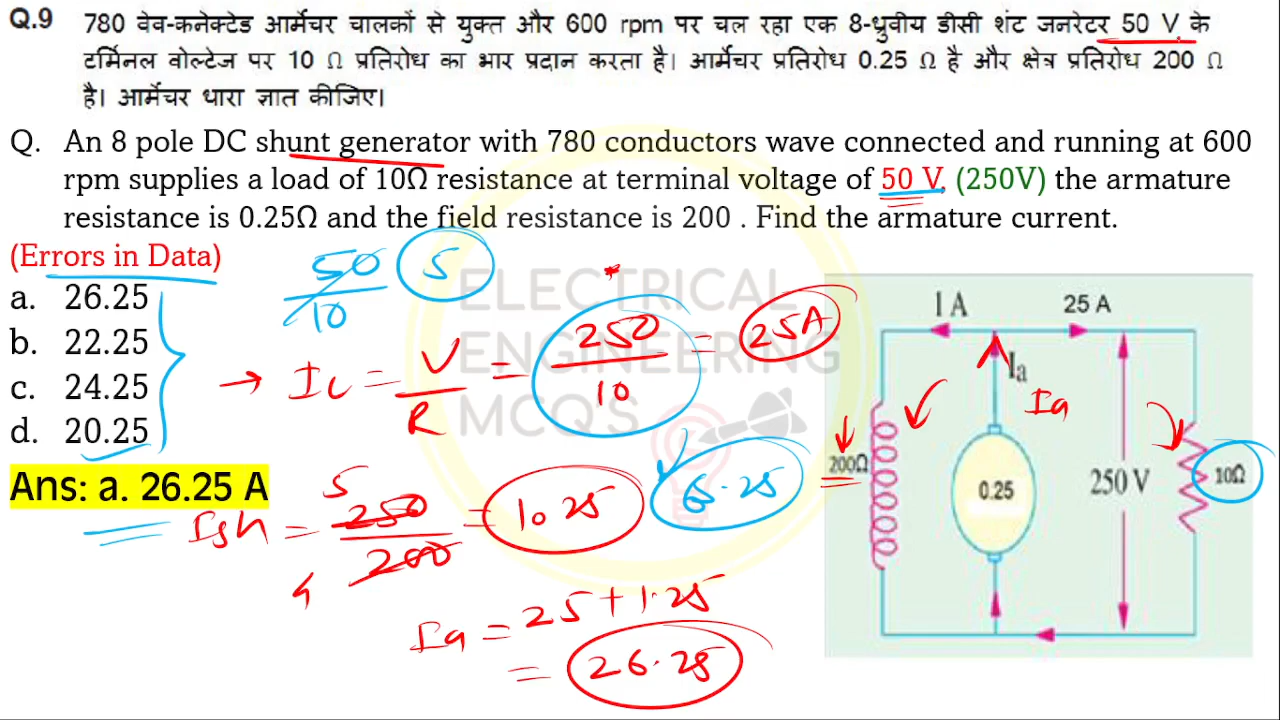 Q.9 780 वेव-कनेक्टेड आर्मेचर चालकों से युक्त और 600 rpm पर चल रहा एक 8-ध्रुवीय डीसी शंट जनरेटर 50 V, के
टर्मिनल वोल्टेज पर 10 Ω प्रतिरोध का भार प्रदान करता है। आर्मेचर प्रतिरोध 0.25 Ω है और क्षेत्र प्रतिरोध 200 Ω
है। आर्मेचर धारा ज्ञात कीजिए।
Q. An 8 pole DC shunt generator with 780 conductors wave connected and running at 600
rpm supplies a load of 10Ω resistance at terminal voltage of 50 V, (250V) the armature
resistance is 0.25Ω and the field resistance is 200 . Find the armature current.
(Errors in Data)
a. 26.25
b. 22.25
c. 24.25
d. 20.25
Ans: a. 26.25 A
50
10
5
IL = V/R = 250/10 = 25A
Ish = 250/200 = 10 25
5
4
6.25
Ia = 25 + 1.25
= 26.25
ELECTRICAL
ENGINEERING
MCQ'S
1 A
25 A
Ia
Ia
200Ω
0.25
250 V
10Ω